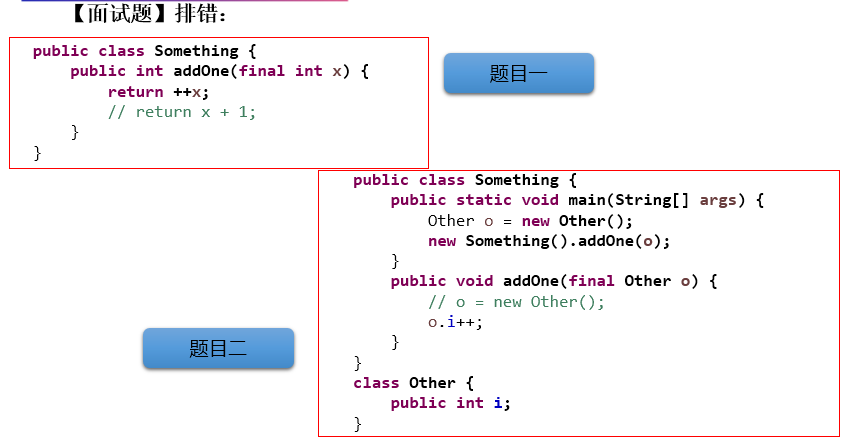 【面试题】排错：
public class Something {
public int addOne(final int x) {
return ++x;
// return x + 1;
}
}
题目一
public class Something {
public static void main(String[] args) {
Other o = new Other();
new Something().addOne(o);
}
public void addOne(final Other o) {
// o = new Other();
o.i++;
}
}
class Other {
public int i;
}
题目二